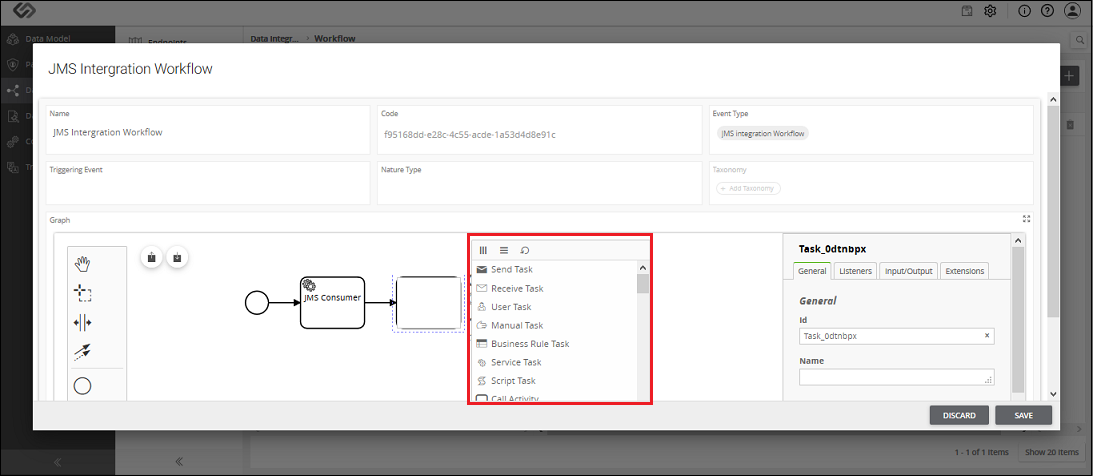 Data Model
Endpoints
Data Integr... › Workflow
JMS Intergration Workflow
Name
JMS Intergration Workflow
Code
f95168dd-e28c-4c55-acde-1a53d4d8e91c
Event Type
JMS integration Workflow
Triggering Event
Nature Type
Taxonomy
+ Add Taxonomy
Graph
JMS Consumer
Send Task
Receive Task
User Task
Manual Task
Business Rule Task
Service Task
Script Task
Call Activity
Task_0dtnbpx
General
Listeners
Input/Output
Extensions
General
Id
Task_0dtnbpx
Name
DISCARD
SAVE
1 - 1 of 1 Items
Show 20 Items